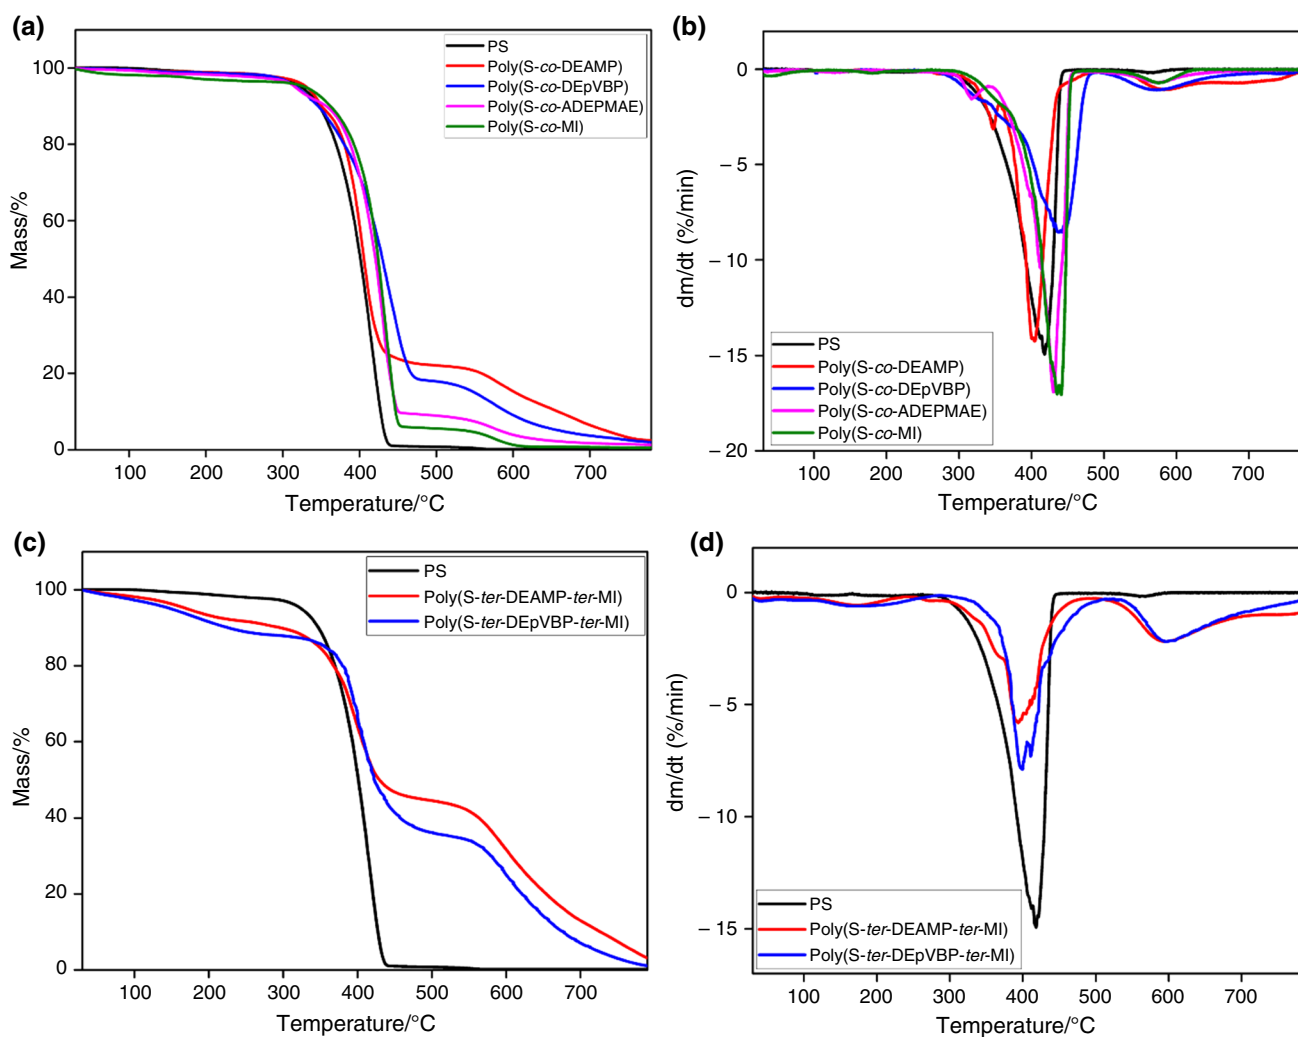 (a)
100
80
60
40
20
0
Mass/%
100 200 300 400 500 600 700
Temperature/°C
PS
Poly(S-co-DEAMP)
Poly(S-co-DEpVBP)
Poly(S-co-ADEPMAE)
Poly(S-co-MI)
(b)
0
– 5
– 10
– 15
– 20
dm/dt (%/min)
100 200 300 400 500 600 700
Temperature/°C
PS
Poly(S-co-DEAMP)
Poly(S-co-DEpVBP)
Poly(S-co-ADEPMAE)
Poly(S-co-MI)
(c)
100
80
60
40
20
0
Mass/%
100 200 300 400 500 600 700
Temperature/°C
PS
Poly(S-ter-DEAMP-ter-MI)
Poly(S-ter-DEpVBP-ter-MI)
(d)
0
– 5
– 10
– 15
dm/dt (%/min)
100 200 300 400 500 600 700
Temperature/°C
PS
Poly(S-ter-DEAMP-ter-MI)
Poly(S-ter-DEpVBP-ter-MI)